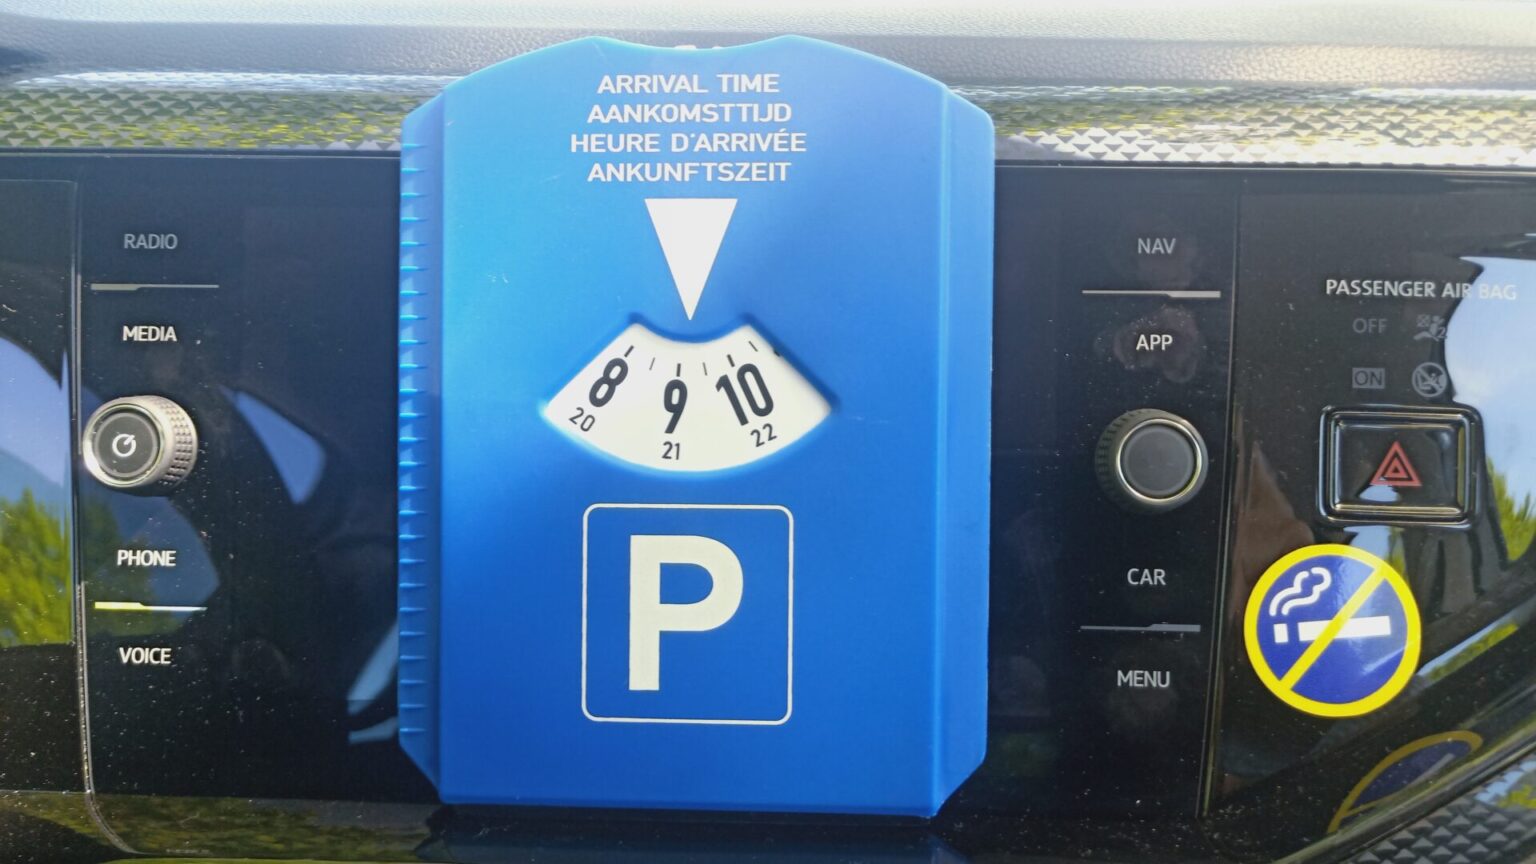 ARRIVAL TIME
AANKOMSTTIJD
HEURE D'ARRIVÉE
ANKUNFTSZEIT
8 9 10
20 21 22
P
RADIO
MEDIA
PHONE
VOICE
NAV
APP
CAR
MENU
PASSENGER AIR BAG
OFF
ON